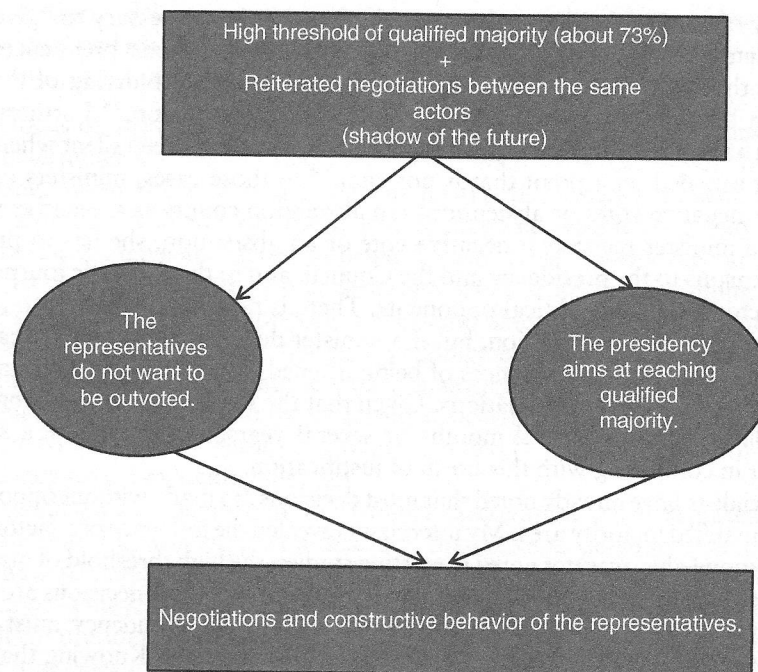 High threshold of qualified majority (about 73%)
+
Reiterated negotiations between the same
actors
(shadow of the future)
The
representatives
do not want to
be outvoted.
The presidency
aims at reaching
qualified
majority.
Negotiations and constructive behavior of the representatives.